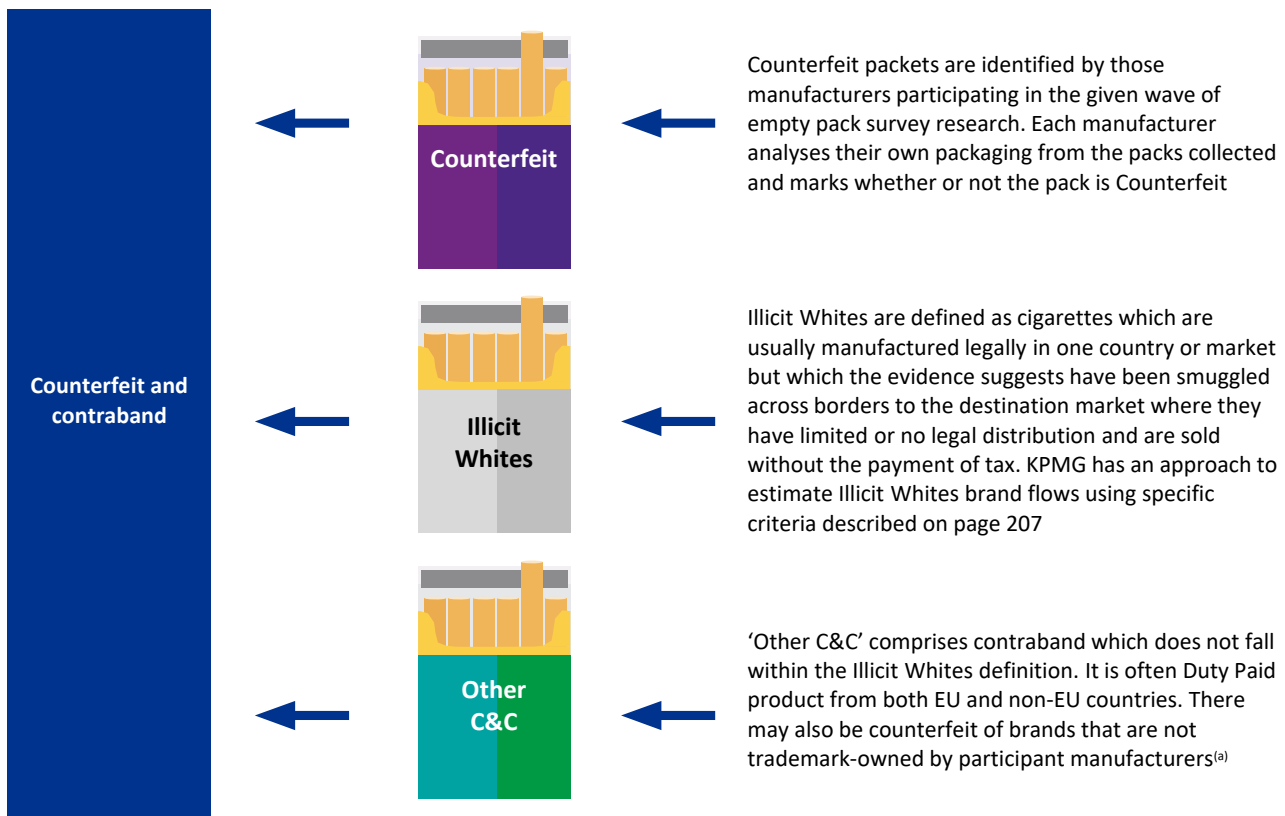 Counterfeit and
contraband
Counterfeit
Counterfeit packets are identified by those
manufacturers participating in the given wave of
empty pack survey research. Each manufacturer
analyses their own packaging from the packs collected
and marks whether or not the pack is Counterfeit
Illicit
Whites
Illicit Whites are defined as cigarettes which are
usually manufactured legally in one country or market
but which the evidence suggests have been smuggled
across borders to the destination market where they
have limited or no legal distribution and are sold
without the payment of tax. KPMG has an approach to
estimate Illicit Whites brand flows using specific
criteria described on page 207
Other
C&C
‘Other C&C’ comprises contraband which does not fall
within the Illicit Whites definition. It is often Duty Paid
product from both EU and non-EU countries. There
may also be counterfeit of brands that are not
trademark-owned by participant manufacturers(a)